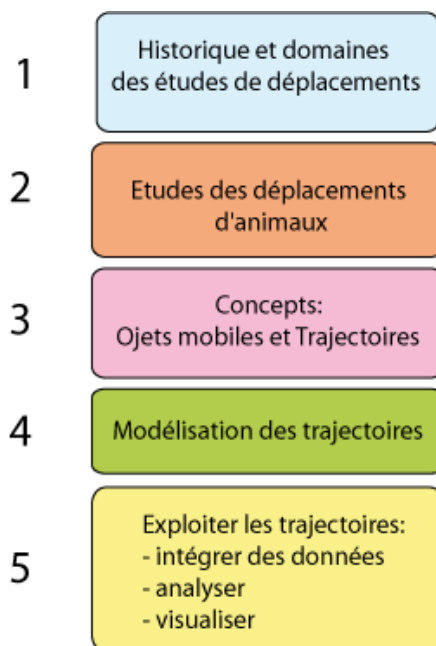 1
Historique et domaines
des études de déplacements
2
Etudes des déplacements
d'animaux
3
Concepts:
Ojets mobiles et Trajectoires
4
Modélisation des trajectoires
5
Exploiter les trajectoires:
- intégrer des données
- analyser
- visualiser